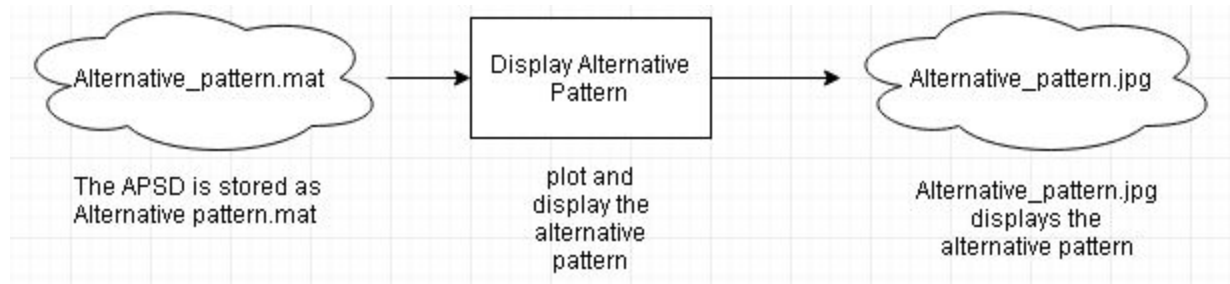 Alternative_pattern.mat
Display Alternative
Pattern
Alternative_pattern.jpg
The APSD is stored as
Alternative pattern.mat
plot and
display the
alternative
pattern
Alternative_pattern.jpg
displays the
alternative pattern